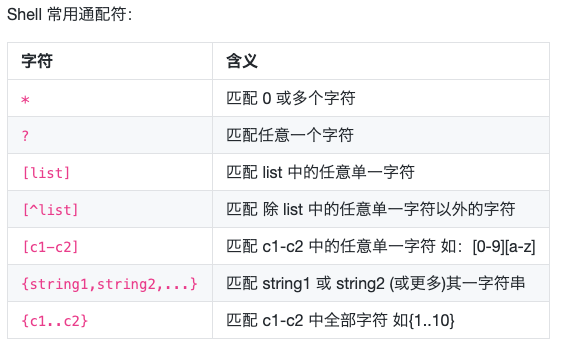 Shell 常用通配符：
字符 含义
* 匹配 0 或多个字符
? 匹配任意一个字符
[list] 匹配 list 中的任意单一字符
[^list] 匹配 除 list 中的任意单一字符以外的字符
[c1-c2] 匹配 c1-c2 中的任意单一字符 如：[0-9][a-z]
{string1,string2,...} 匹配 string1 或 string2 (或更多)其一字符串
{c1..c2} 匹配 c1-c2 中全部字符 如{1..10}